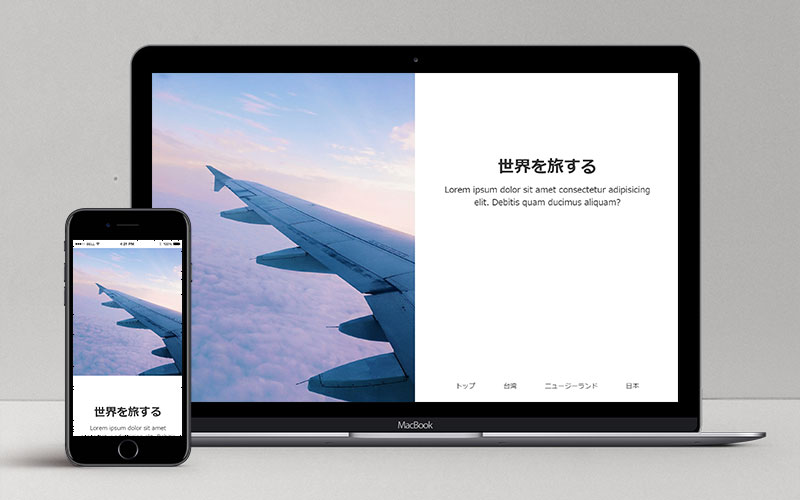 世界を旅する
Lorem ipsum dolor sit amet consectetur adipisicing
elit. Debitis quam ducimus aliquam?
トップ 台湾 ニュージーランド 日本
MacBook
BELL 4:21 PM 100%
世界を旅する
Lorem ipsum dolor sit amet